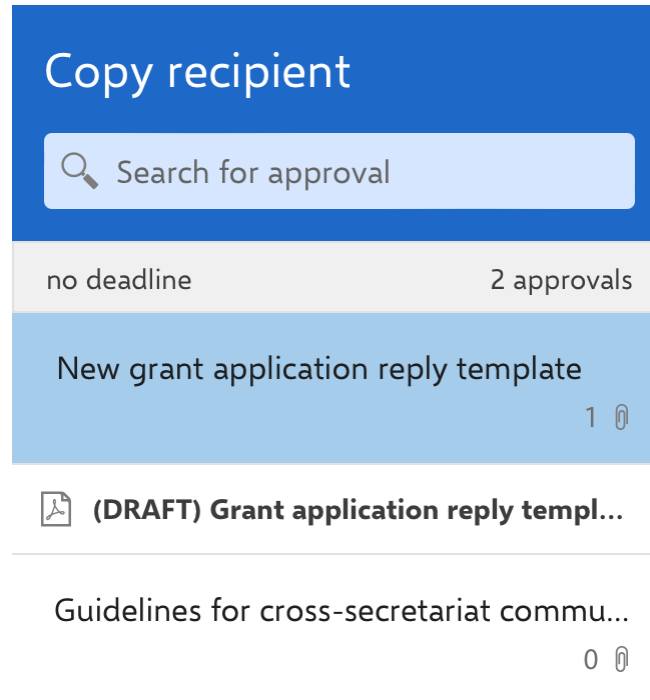 Copy recipient
Search for approval
no deadline 2 approvals
New grant application reply template
1
(DRAFT) Grant application reply templ...
Guidelines for cross-secretariat commu...
0